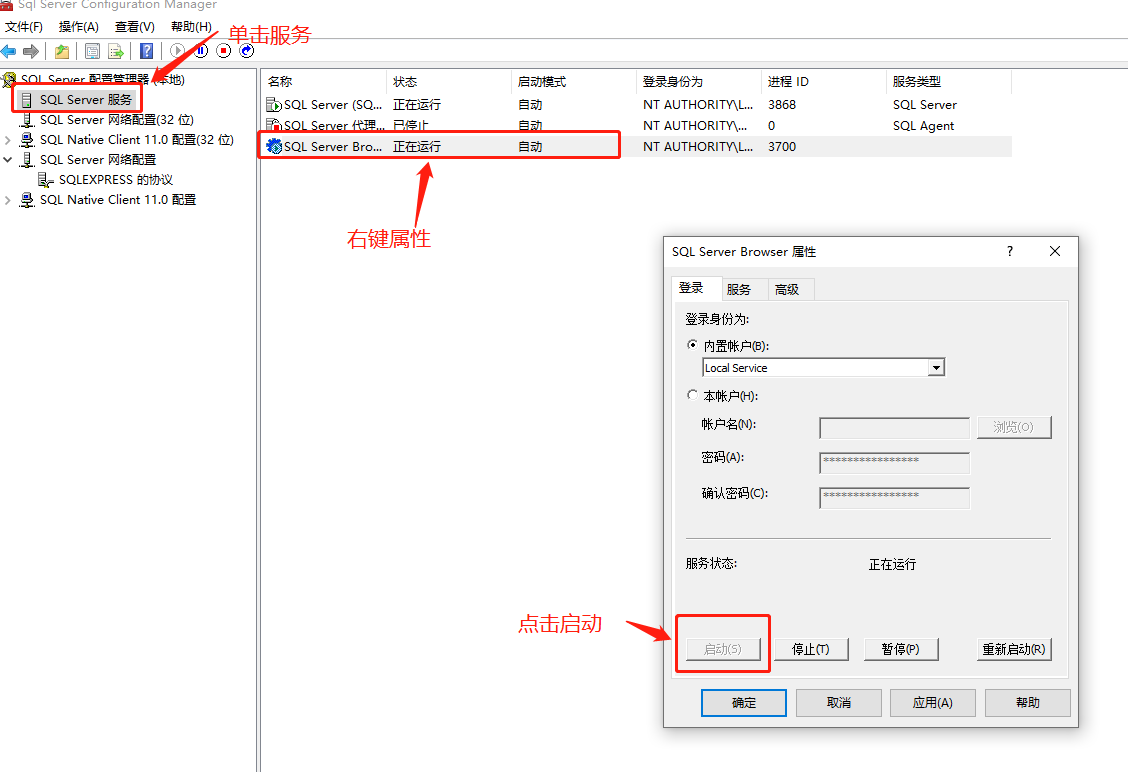 Sql Server Configuration Manager
文件(F) 操作(A) 查看(V) 帮助(H)
单击服务
SQL Server 配置管理器 (本地)
SQL Server 服务
SQL Server 网络配置(32 位)
SQL Native Client 11.0 配置(32 位)
SQL Server 网络配置
SQLEXPRESS 的协议
SQL Native Client 11.0 配置
名称 状态 启动模式 登录身份为 进程 ID 服务类型
SQL Server (SQ... 正在运行 自动 NT AUTHORITY\L... 3868 SQL Server
SQL Server 代理... 已停止 自动 NT AUTHORITY\... 0 SQL Agent
SQL Server Bro... 正在运行 自动 NT AUTHORITY\L... 3700
右键属性
SQL Server Browser 属性 ?
登录 服务 高级
登录身份为:
内置帐户(B):
Local Service
本帐户(H):
帐户名(N): 浏览(O)
密码(A): ****************
确认密码(C): ****************
服务状态: 正在运行
点击启动
启动(S) 停止(T) 暂停(P) 重新启动(R)
确定 取消 应用(A) 帮助